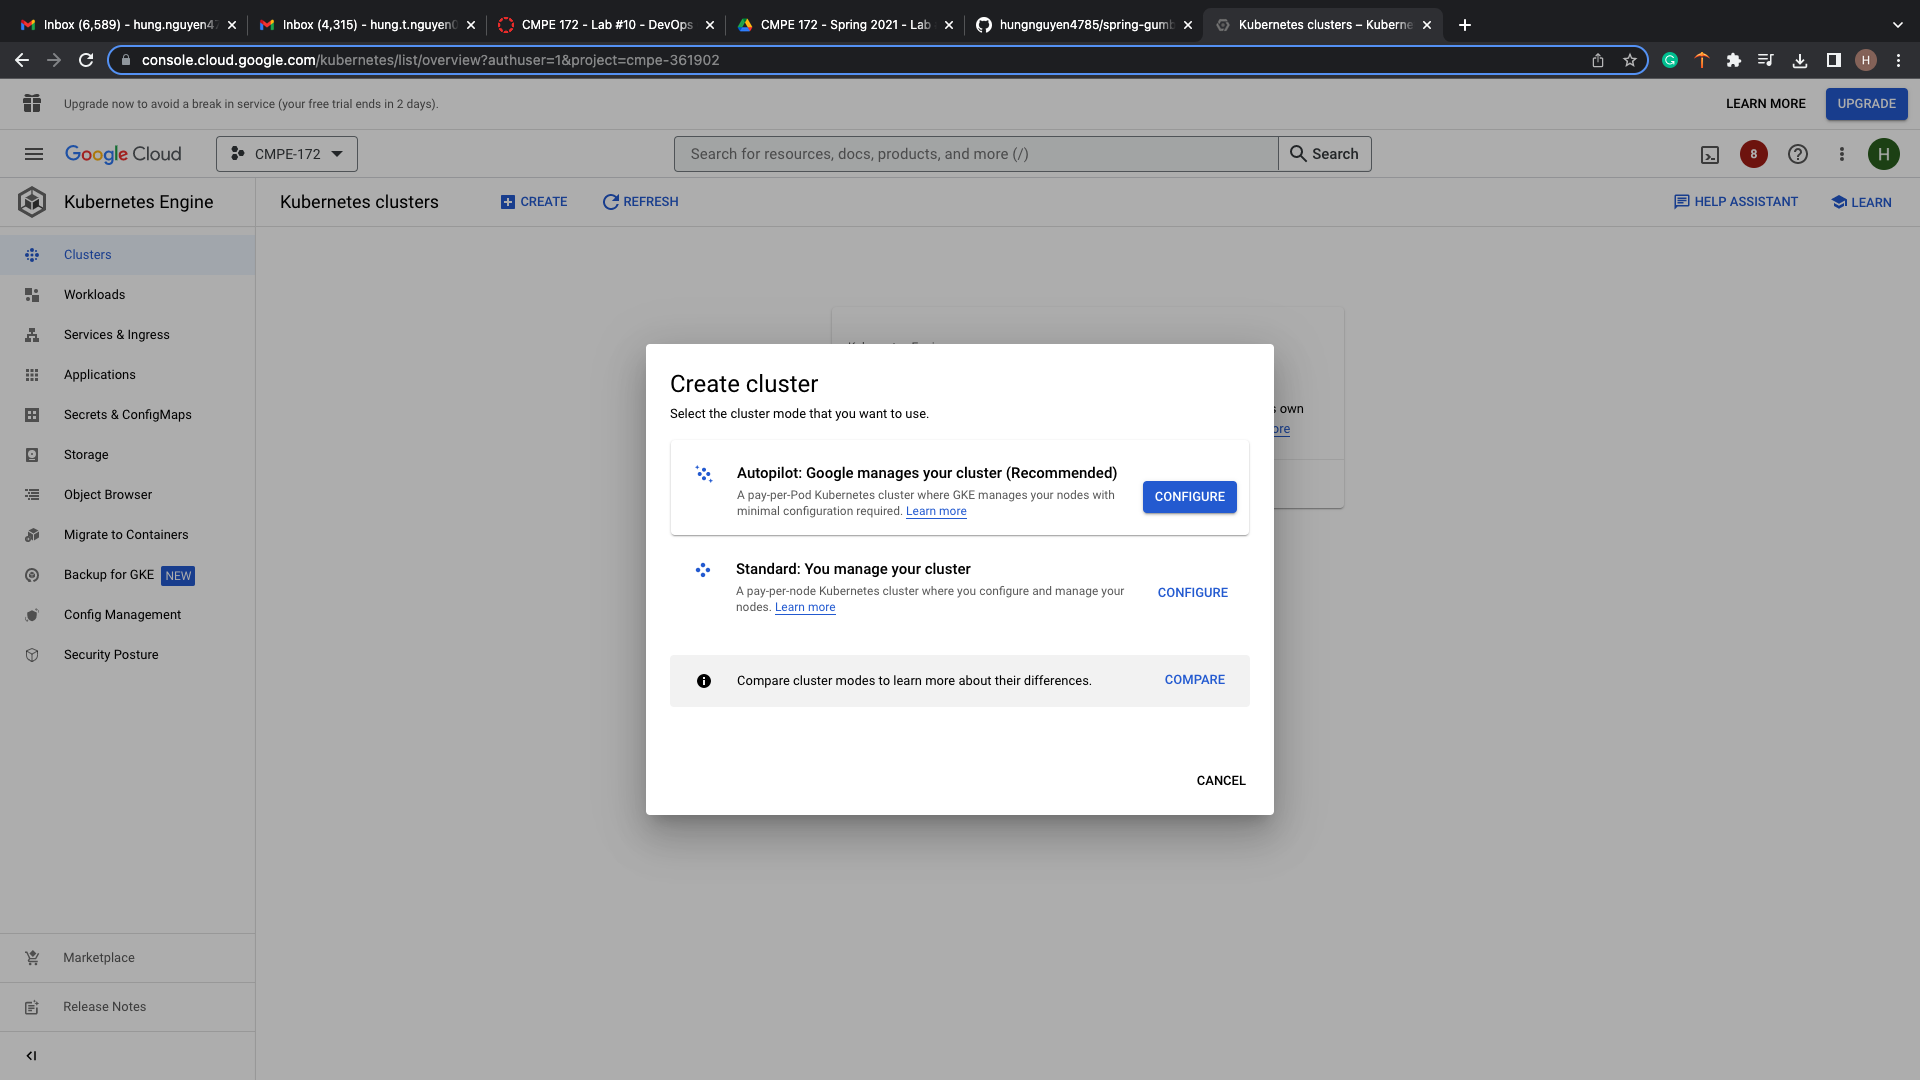 Inbox (6,589) - hung.nguyen47
Inbox (4,315) - hung.t.nguyen0
CMPE 172 - Lab #10 - DevOps
CMPE 172 - Spring 2021 - Lab
hungnguyen4785/spring-gumb
Kubernetes clusters – Kuberne
console.cloud.google.com/kubernetes/list/overview?authuser=1&project=cmpe-361902
H
Upgrade now to avoid a break in service (your free trial ends in 2 days).
LEARN MORE
UPGRADE
Google Cloud
CMPE-172
Search for resources, docs, products, and more (/)
Search
8
H
Kubernetes Engine
Kubernetes clusters
CREATE
REFRESH
HELP ASSISTANT
LEARN
Clusters
Workloads
Services & Ingress
Applications
Secrets & ConfigMaps
Storage
Object Browser
Migrate to Containers
Backup for GKE NEW
Config Management
Security Posture
Marketplace
Release Notes
s own
ore
Create cluster
Select the cluster mode that you want to use.
Autopilot: Google manages your cluster (Recommended)
A pay-per-Pod Kubernetes cluster where GKE manages your nodes with
minimal configuration required. Learn more
CONFIGURE
Standard: You manage your cluster
A pay-per-node Kubernetes cluster where you configure and manage your
nodes. Learn more
CONFIGURE
Compare cluster modes to learn more about their differences.
COMPARE
CANCEL